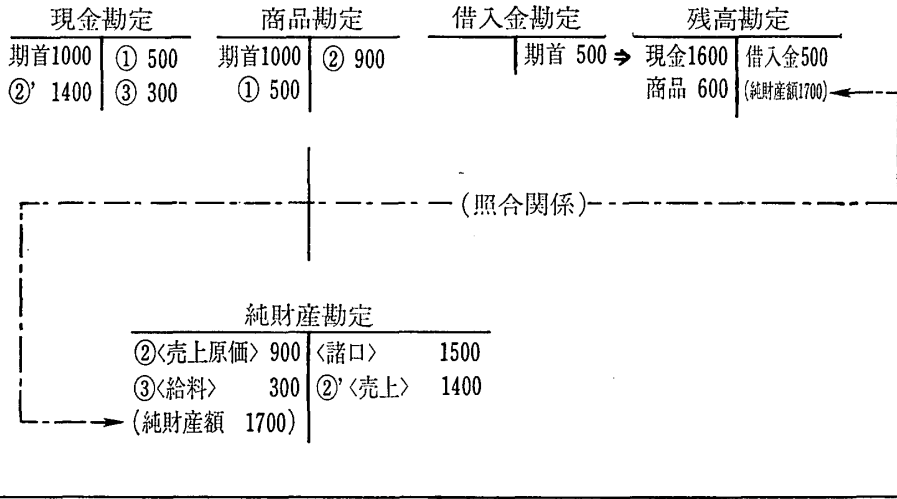 現金勘定 商品勘定 借入金勘定 残高勘定
期首1000 ① 500 期首1000 ② 900 期首 500 ➔ 現金1600 借入金500
②' 1400 ③ 300 ① 500 商品 600 (純財産額1700)
(照合関係)
純財産勘定
②〈売上原価〉 900 〈諸口〉 1500
③〈給料〉 300 ②'〈売上〉 1400
(純財産額 1700)